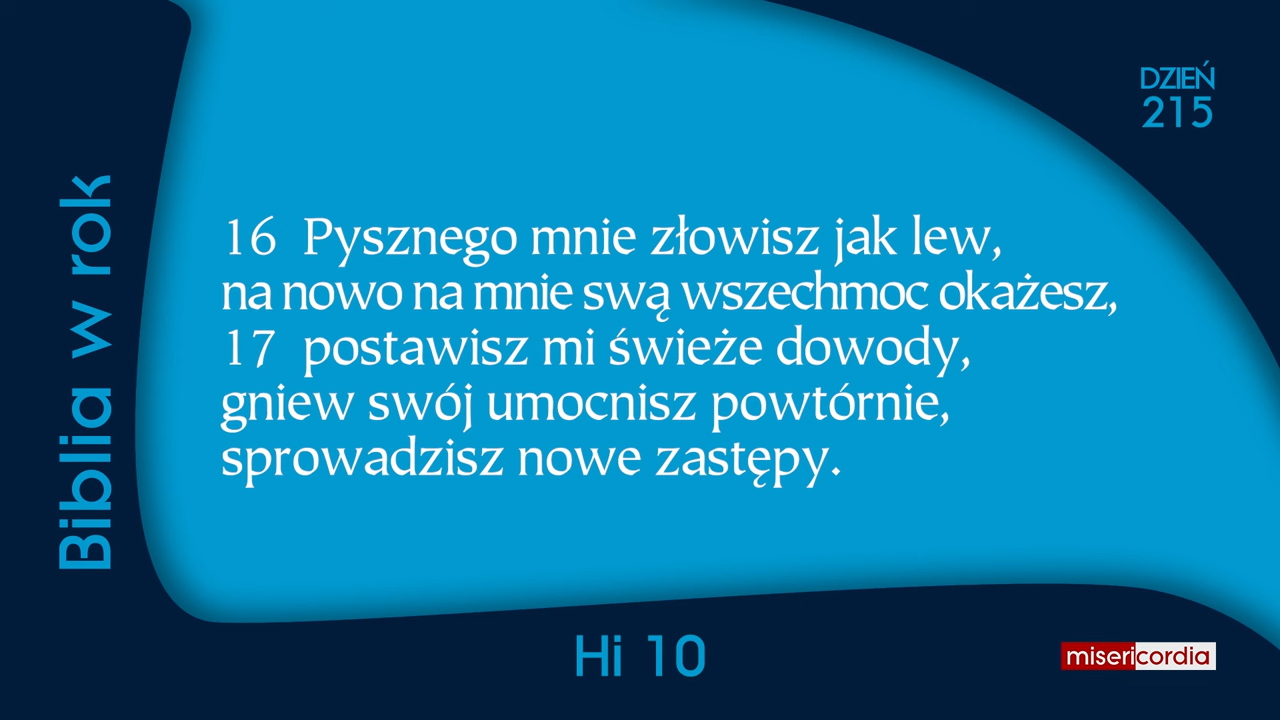 DZIEŃ
215
Biblia w rok
16 Pysznego mnie złowisz jak lew,
na nowo na mnie swą wszechmoc okażesz,
17 postawisz mi świeże dowody,
gniew swój umocnisz powtórnie,
sprowadzisz nowe zastępy.
Hi 10
misericordia